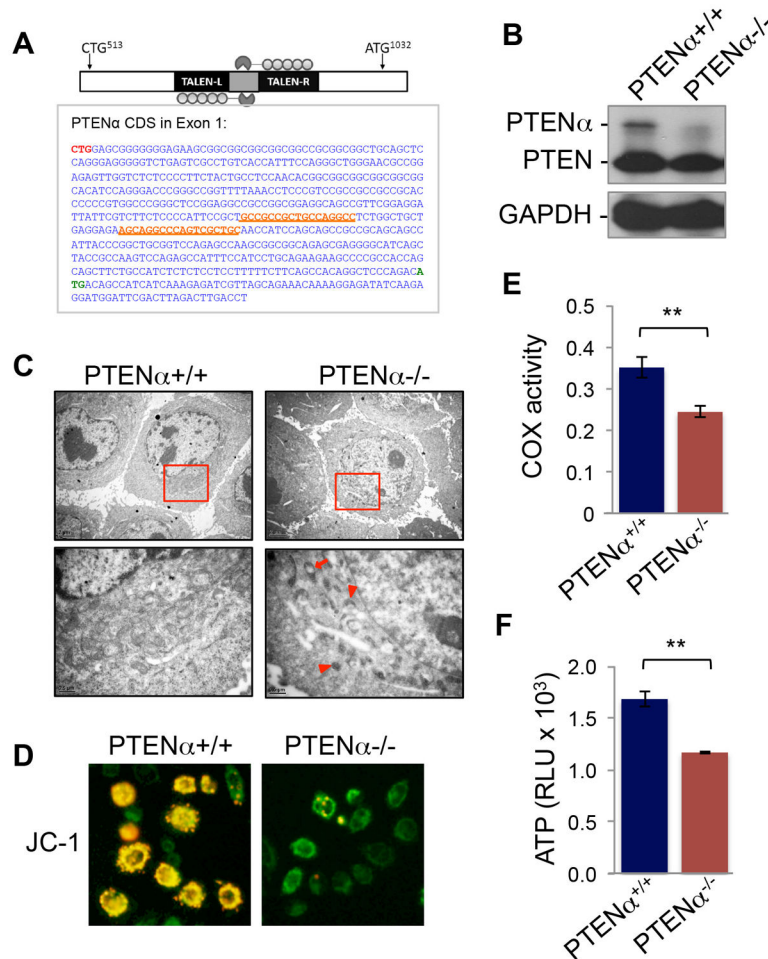 A
CTG513
ATG1032
TALEN-L
TALEN-R
PTENα CDS in Exon 1:
CTGGAGCGGGGGGGAGAAGCGGCGGCGGCGGCGGCCGCGGCGGCTGCAGCTC
CAGGGAGGGGGTCTGAGTCGCCTGTCACCATTTCCAGGGCTGGGAACGCCGG
AGAGTTGGTCTCTCCCCTTCTACTGCCTCCAACACGGCGGCGGCGGCGGCGG
CACATCCAGGGACCCGGGCCGGTTTTAAACCTCCCGTCCGCCGCCGCCGCAC
CCCCCGTGGCCCGGGCTCCGGAGGCCGCCGGCGGAGGCAGCCGTTCGGAGGA
TTATTCGTCTTCTCCCCATTCCGCTGCCGCCGCTGCCAGGCCTCTGGCTGCT
GAGGAGAAGCAGGCCCAGTCGCTGCAACCATCCAGCAGCCGCCGCAGCAGCC
ATTACCCGGCTGCGGTCCAGAGCCAAGCGGCGGCAGAGCGAGGGGCATCAGC
TACCGCCAAGTCCAGAGCCATTTCCATCCTGCAGAAGAAGCCCCGCCACCAG
CAGCTTCTGCCATCTCTCTCCTCCTTTTTCTTCAGCCACAGGCTCCCAGACA
TGACAGCCATCATCAAAGAGATCGTTAGCAGAAACAAAAGGAGATATCAAGA
GGATGGATTCGACTTAGACTTGACCT
B
PTENα+/+
PTENα-/-
PTENα
PTEN
GAPDH
C
PTENα+/+
PTENα-/-
D
PTENα+/+
PTENα-/-
JC-1
E
0.5
0.4
0.3
0.2
0.1
0
COX activity
**
PTENα+/+
PTENα-/-
F
2.0
1.5
1.0
0.5
0.0
ATP (RLU x 10³)
**
PTENα+/+
PTENα-/-